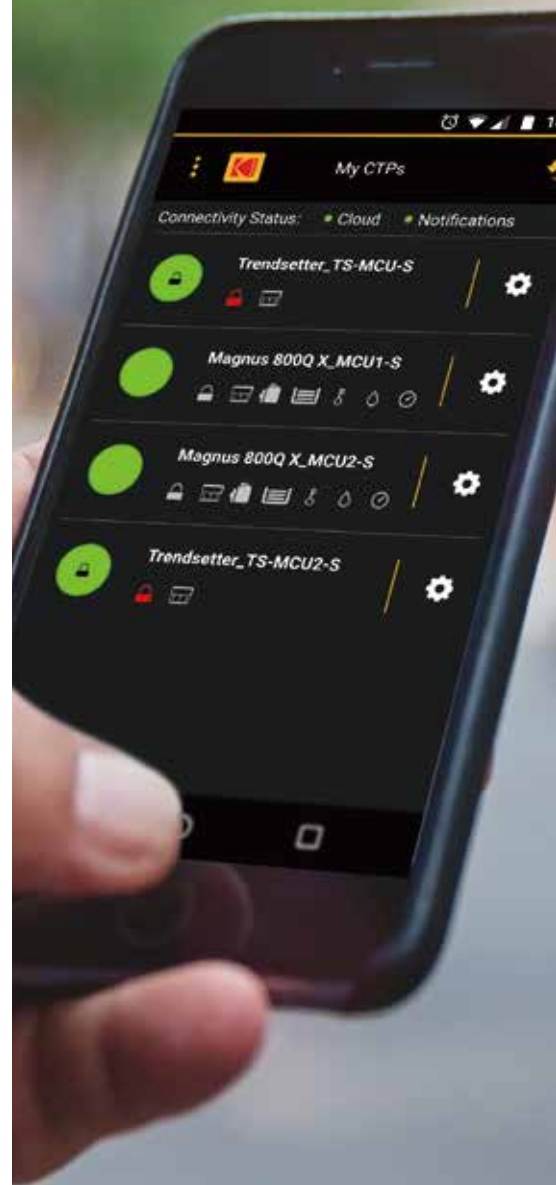 My CTPs
Connectivity Status: • Cloud • Notifications
Trendsetter_TS-MCU-S
Magnus 800Q X_MCU1-S
Magnus 800Q X_MCU2-S
Trendsetter_TS-MCU2-S